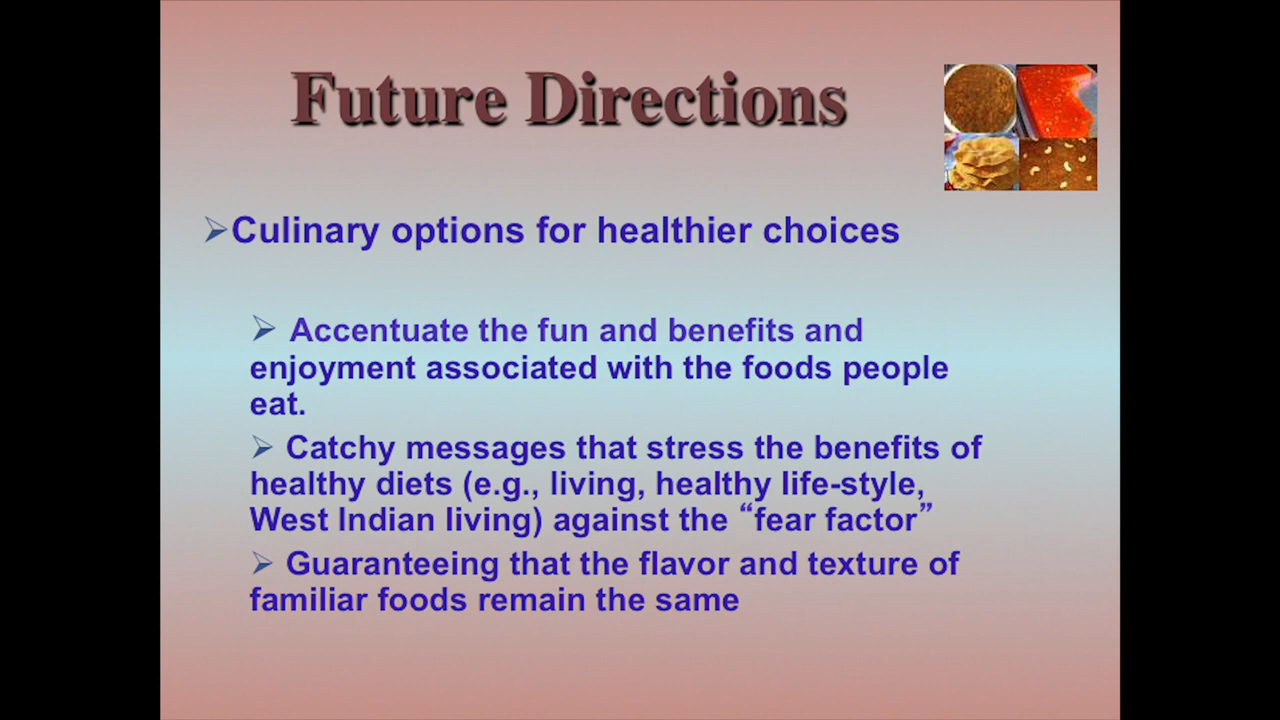 Future Directions
➢Culinary options for healthier choices
➢ Accentuate the fun and benefits and
enjoyment associated with the foods people
eat.
➢ Catchy messages that stress the benefits of
healthy diets (e.g., living, healthy life-style,
West Indian living) against the “fear factor”
➢ Guaranteeing that the flavor and texture of
familiar foods remain the same